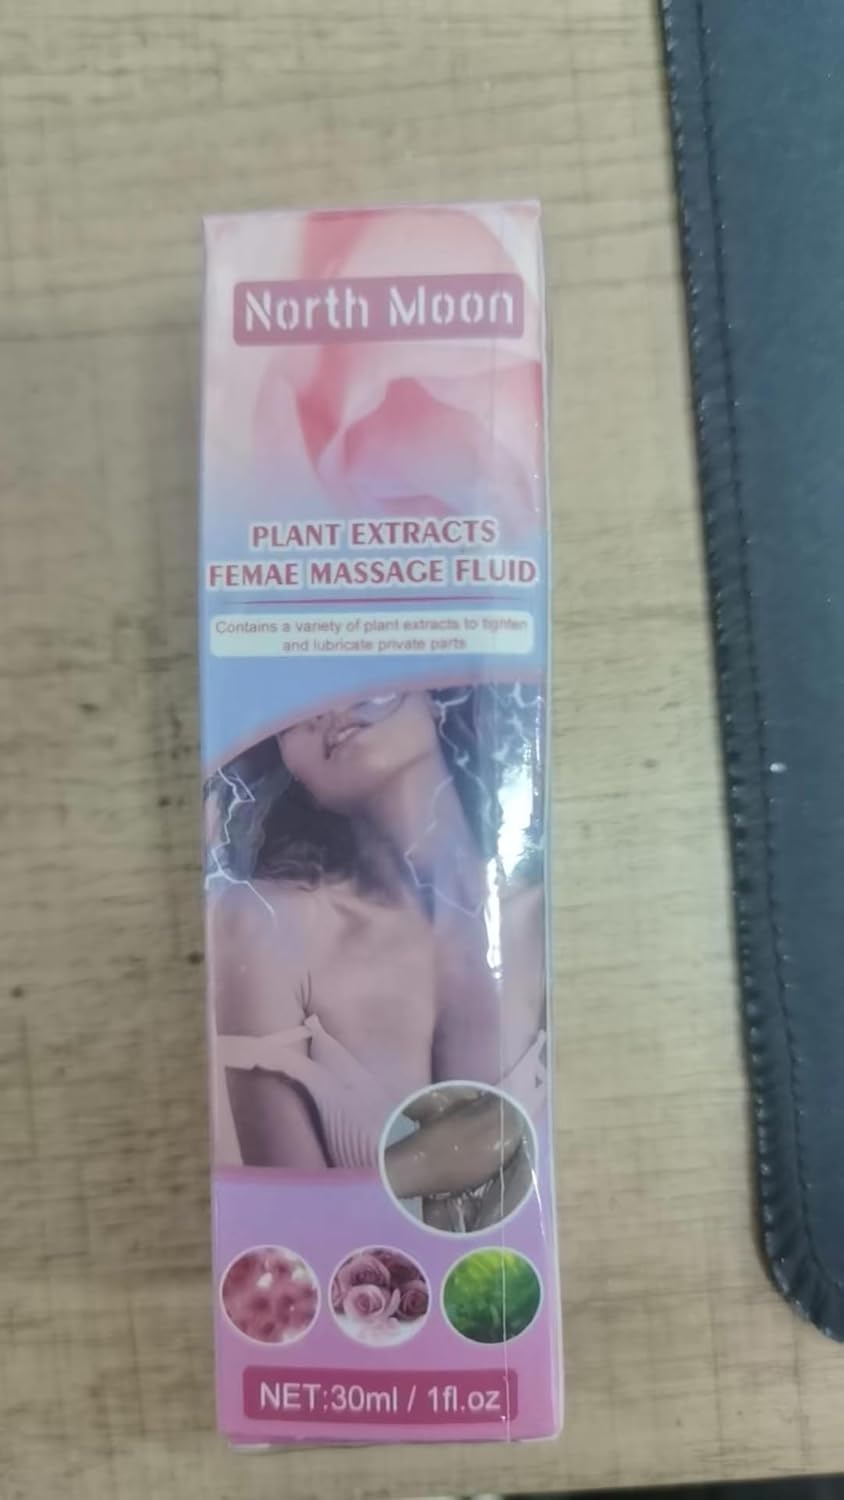 North Moon
PLANT EXTRACTS
FEMAE MASSAGE FLUID
Contains a variety of plant extracts to tighten
and lubricate private parts
NET:30ml / 1fl.oz